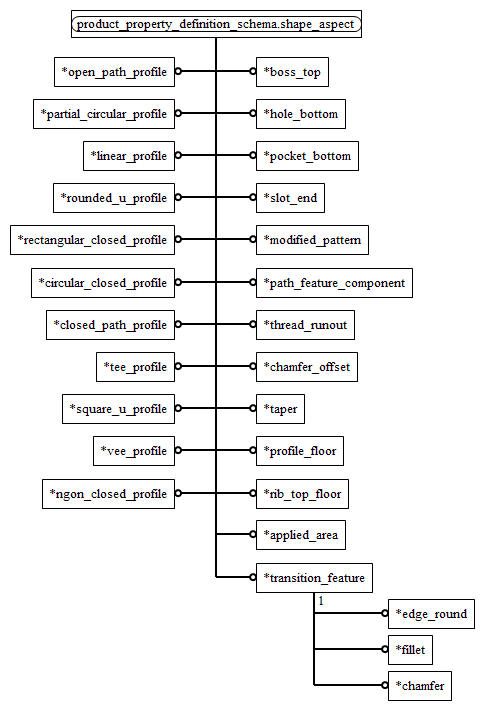 product_property_definition_schema.shape_aspect
*open_path_profile
*boss_top
*partial_circular_profile
*hole_bottom
*linear_profile
*pocket_bottom
*rounded_u_profile
*slot_end
*rectangular_closed_profile
*modified_pattern
*circular_closed_profile
*path_feature_component
*closed_path_profile
*thread_runout
*tee_profile
*chamfer_offset
*square_u_profile
*taper
*vee_profile
*profile_floor
*ngon_closed_profile
*rib_top_floor
*applied_area
*transition_feature
1
*edge_round
*fillet
*chamfer